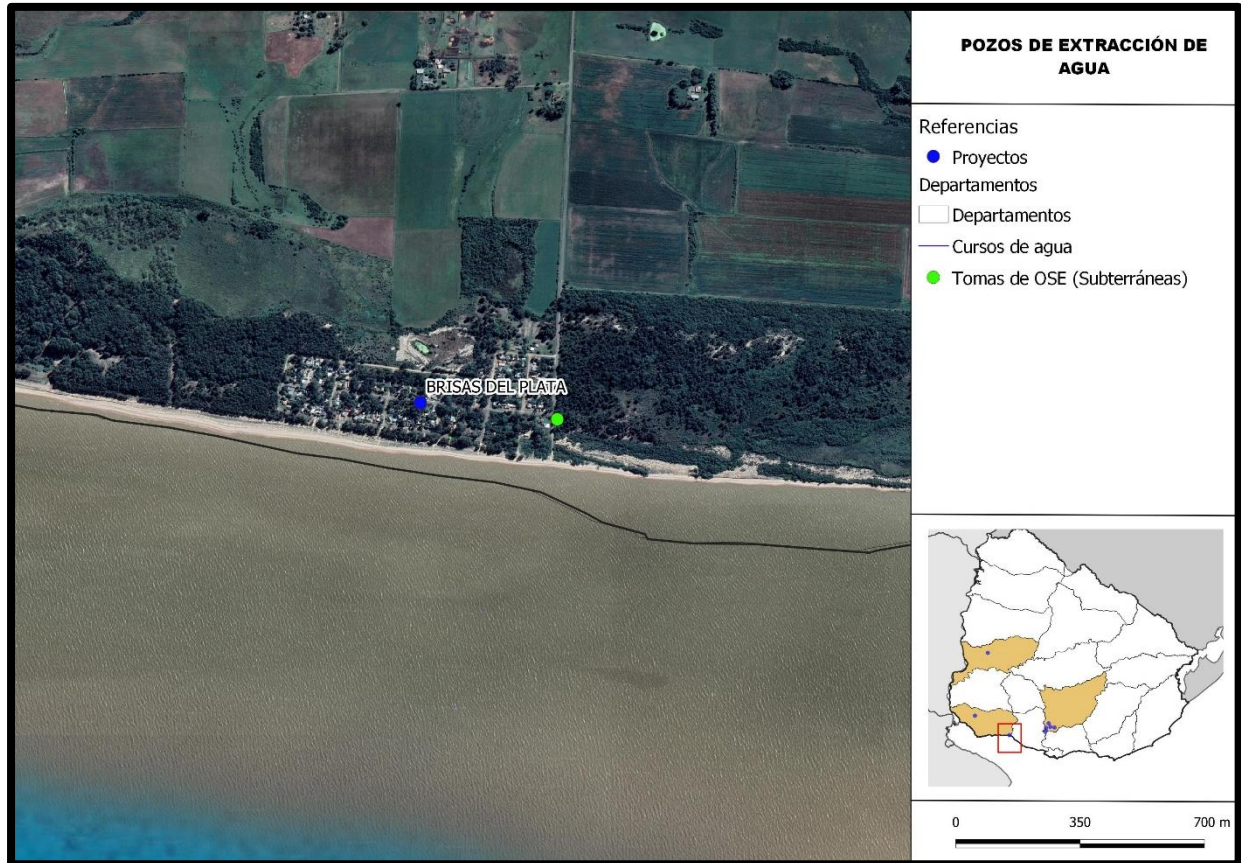 POZOS DE EXTRACCIÓN DE
AGUA
Referencias
Proyectos
Departamentos
Departamentos
Cursos de agua
Tomas de OSE (Subterráneas)
BRISAS DEL PLATA
0 350 700 m